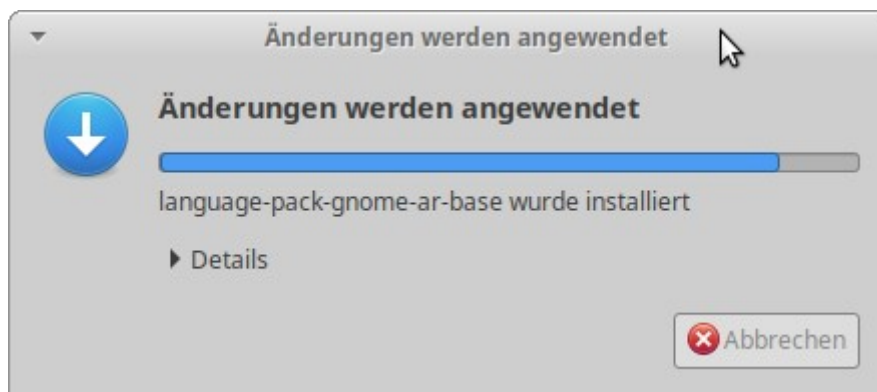 Änderungen werden angewendet
Änderungen werden angewendet
language-pack-gnome-ar-base wurde installiert
Details
Abbrechen